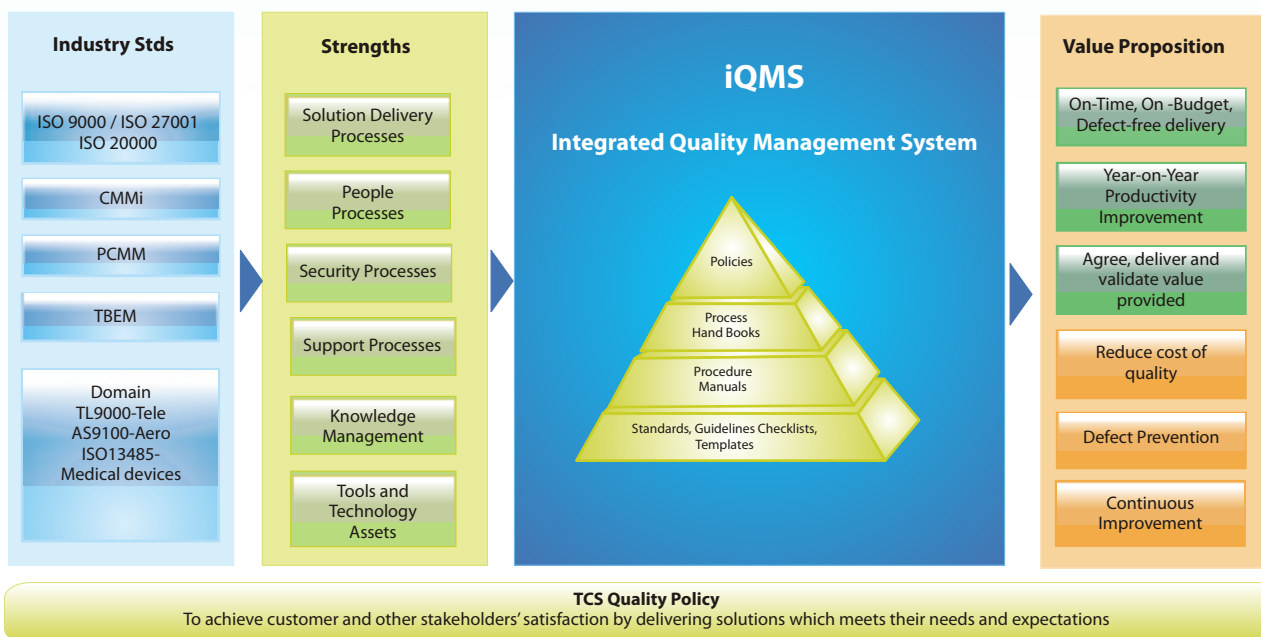 Industry Stds
ISO 9000 / ISO 27001
ISO 20000
CMMi
PCMM
TBEM
Domain
TL9000-Tele
AS9100-Aero
ISO13485-
Medical devices
Strengths
Solution Delivery
Processes
People
Processes
Security Processes
Support Processes
Knowledge
Management
Tools and
Technology
Assets
iQMS
Integrated Quality Management System
Policies
Process
Hand Books
Procedure
Manuals
Standards, Guidelines Checklists,
Templates
Value Proposition
On-Time, On -Budget,
Defect-free delivery
Year-on-Year
Productivity
Improvement
Agree, deliver and
validate value
provided
Reduce cost of
quality
Defect Prevention
Continuous
Improvement
TCS Quality Policy
To achieve customer and other stakeholders' satisfaction by delivering solutions which meets their needs and expectations